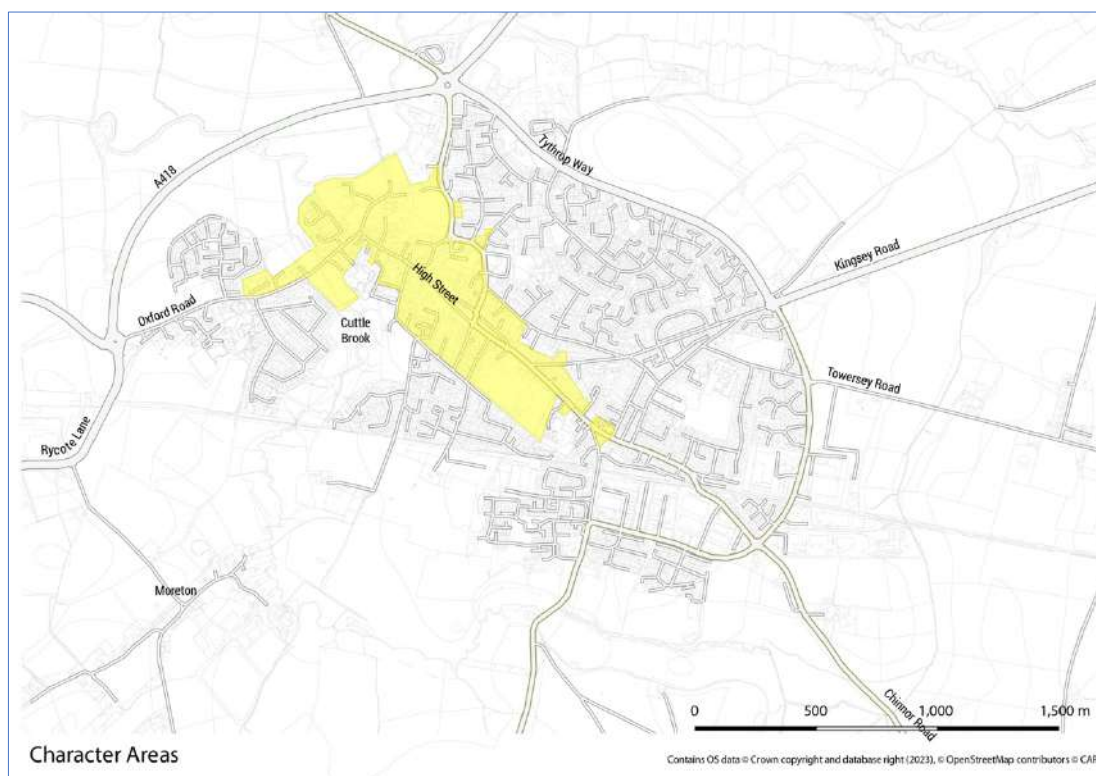 A418
Tythrop Way
Kingsey Road
High Street
Oxford Road
Cuttle
Brook
Towersey Road
Rycote Lane
Moreton
Chinnor Road
0 500 1,000 1,500 m
Character Areas
Contains OS data © Crown copyright and database right (2023), © OpenStreetMap contributors © CAR